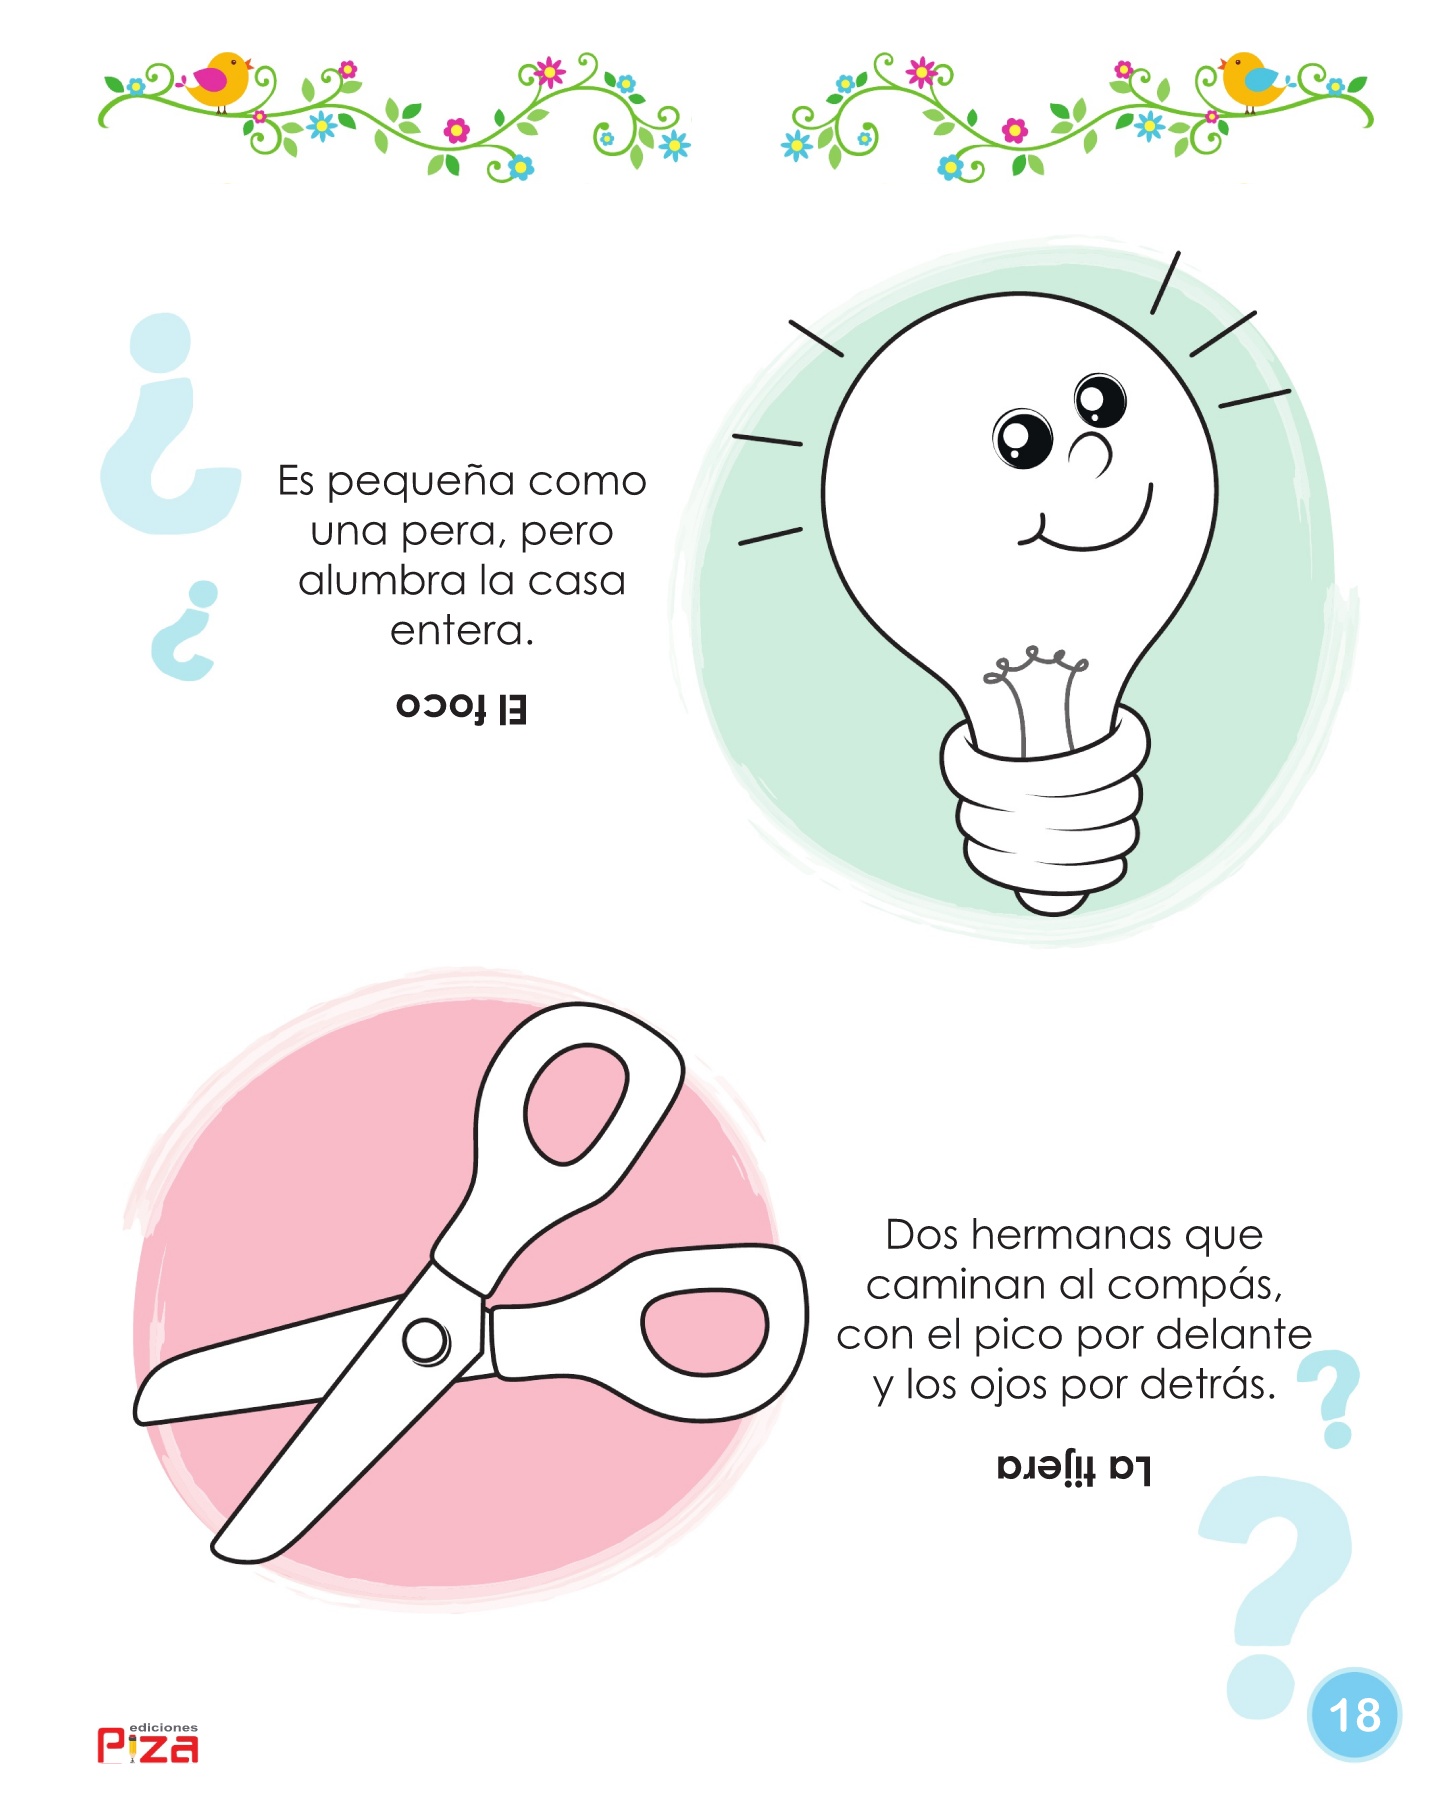 Es pequeña como
una pera, pero
alumbra la casa
entera.
El foco
Dos hermanas que
caminan al compás,
con el pico por delante
y los ojos por detrás.
La tijera
ediciones
Piza
18